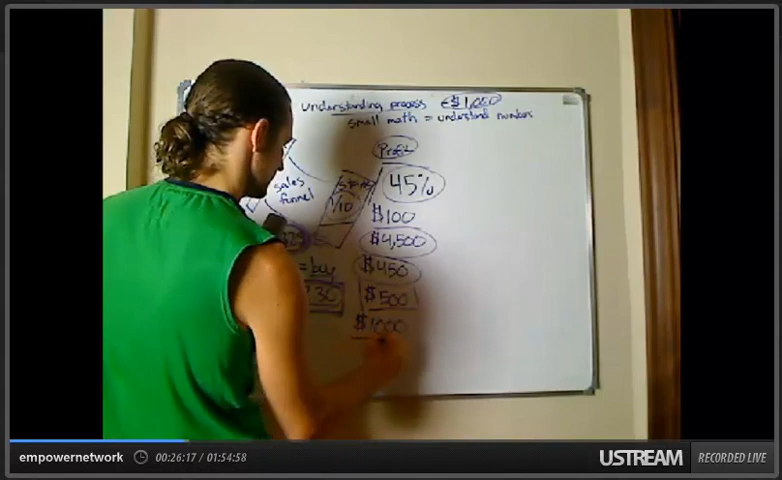 understanding process
$1,000
small math = understand numbers
Profit
sales
funnel
1/10
45%
$100
$4,500
= buy
$450
30
$500
$1000
empowernetwork
00:26:17 / 01:54:58
USTREAM
RECORDED LIVE